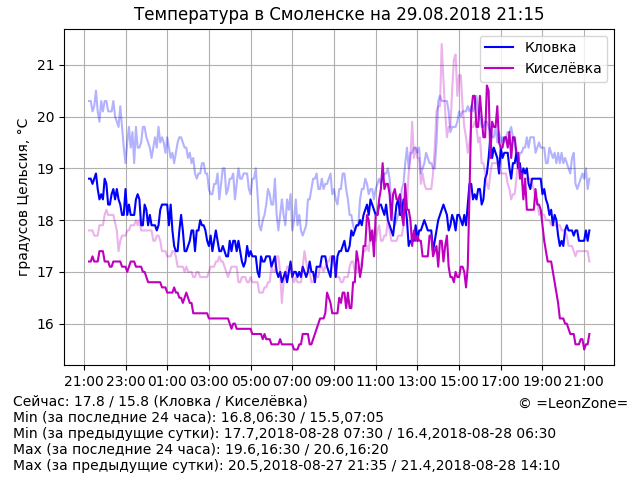 Температура в Смоленске на 29.08.2018 21:15
Кловка
Киселёвка
градусов Цельсия, °C
21
20
19
18
17
16
21:00 23:00 01:00 03:00 05:00 07:00 09:00 11:00 13:00 15:00 17:00 19:00 21:00
Сейчас: 17.8 / 15.8 (Кловка / Киселёвка)
© =LeonZone=
Min (за последние 24 часа): 16.8,06:30 / 15.5,07:05
Min (за предыдущие сутки): 17.7,2018-08-28 07:30 / 16.4,2018-08-28 06:30
Max (за последние 24 часа): 19.6,16:30 / 20.6,16:20
Max (за предыдущие сутки): 20.5,2018-08-27 21:35 / 21.4,2018-08-28 14:10